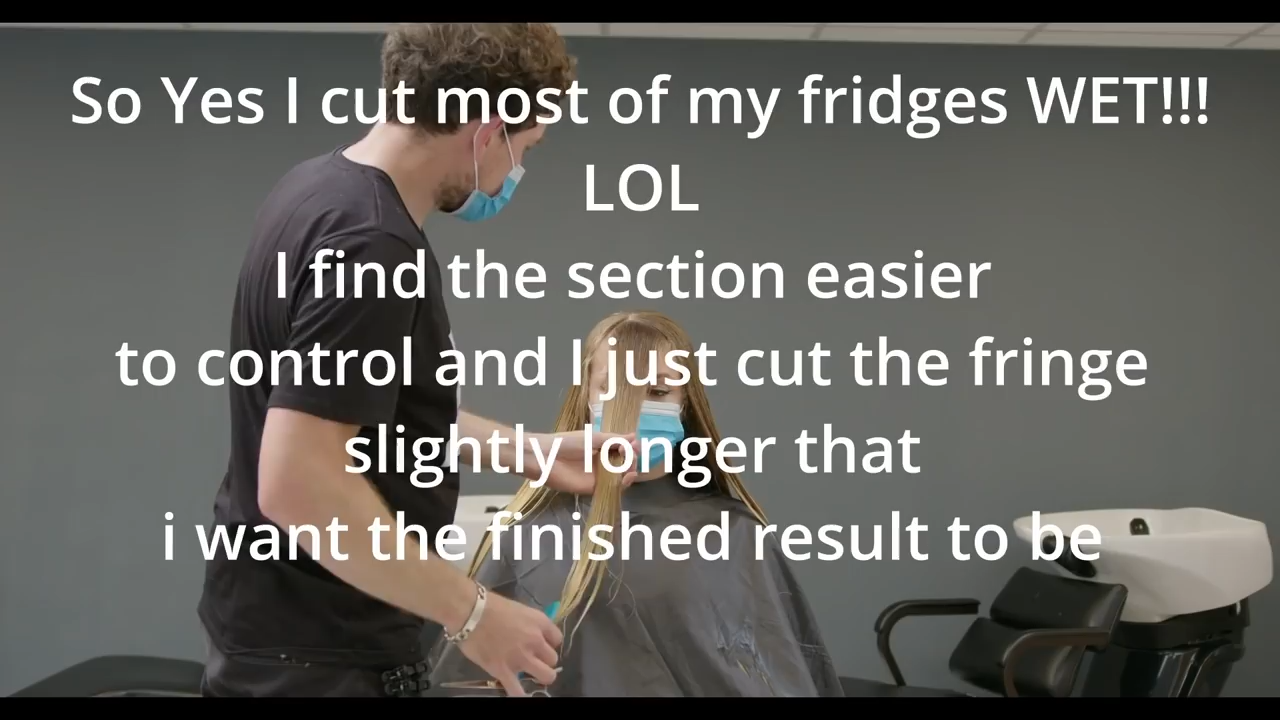 So Yes I cut most of my fridges WET!!!
LOL
I find the section easier
to control and I just cut the fringe
slightly longer that
i want the finished result to be